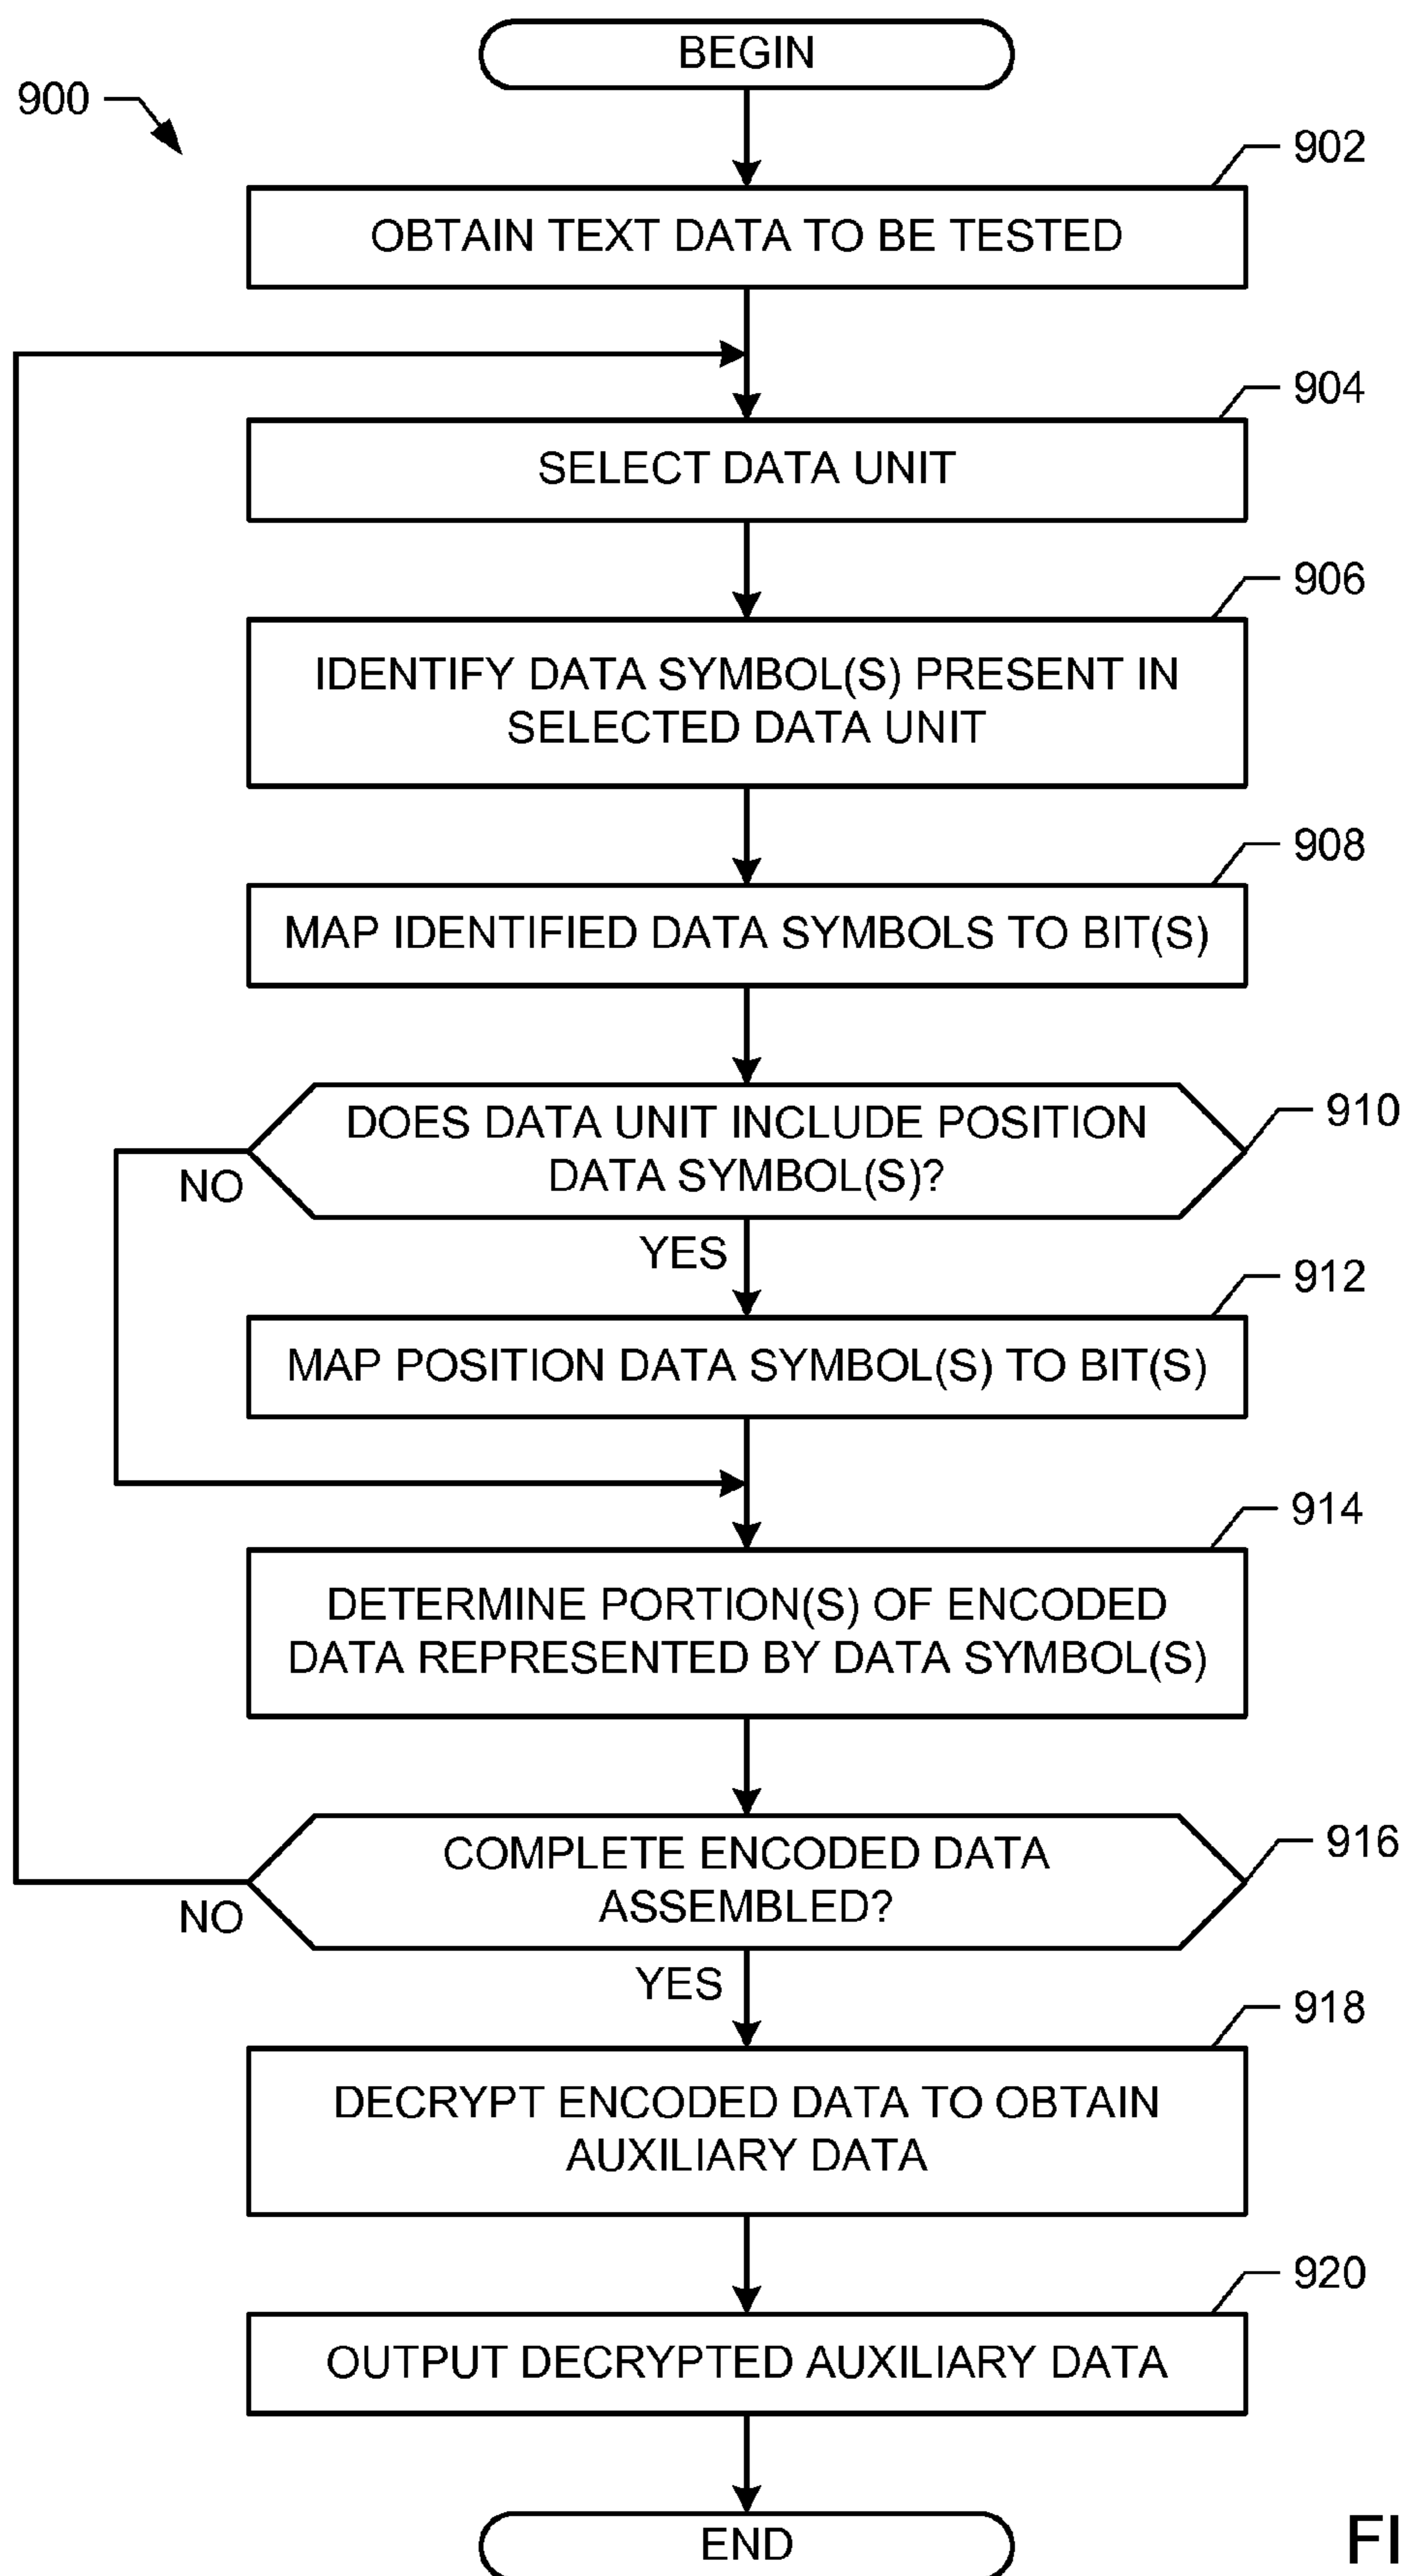 BEGIN
900
902
OBTAIN TEXT DATA TO BE TESTED
904
SELECT DATA UNIT
906
IDENTIFY DATA SYMBOL(S) PRESENT IN
SELECTED DATA UNIT
908
MAP IDENTIFIED DATA SYMBOLS TO BIT(S)
910
DOES DATA UNIT INCLUDE POSITION
DATA SYMBOL(S)?
NO
YES
912
MAP POSITION DATA SYMBOL(S) TO BIT(S)
914
DETERMINE PORTION(S) OF ENCODED
DATA REPRESENTED BY DATA SYMBOL(S)
916
COMPLETE ENCODED DATA
ASSEMBLED?
NO
YES
918
DECRYPT ENCODED DATA TO OBTAIN
AUXILIARY DATA
920
OUTPUT DECRYPTED AUXILIARY DATA
END
FI